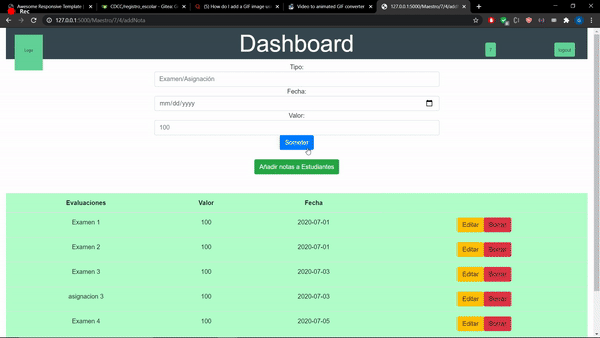 Awesome Responsive Template
CDCC/registro_escolar - Gitea: G
(5) How do I add a GIF image un
Video to animated GIF converter
127.0.0.1:5000/Maestro/7/4/addN
Rec
127.0.0.1:5000/Maestro/7/4/addNota
Logo
Dashboard
logout
Tipo:
Examen/Asignación
Fecha:
mm/dd/yyyy
Valor:
100
Someter
Añadir notas a Estudiantes
Evaluaciones Valor Fecha
Examen 1 100 2020-07-01 Editar Borrar
Examen 2 100 2020-07-01 Editar Borrar
Examen 3 100 2020-07-03 Editar Borrar
asignacion 3 100 2020-07-03 Editar Borrar
Examen 4 100 2020-07-05 Editar Borrar